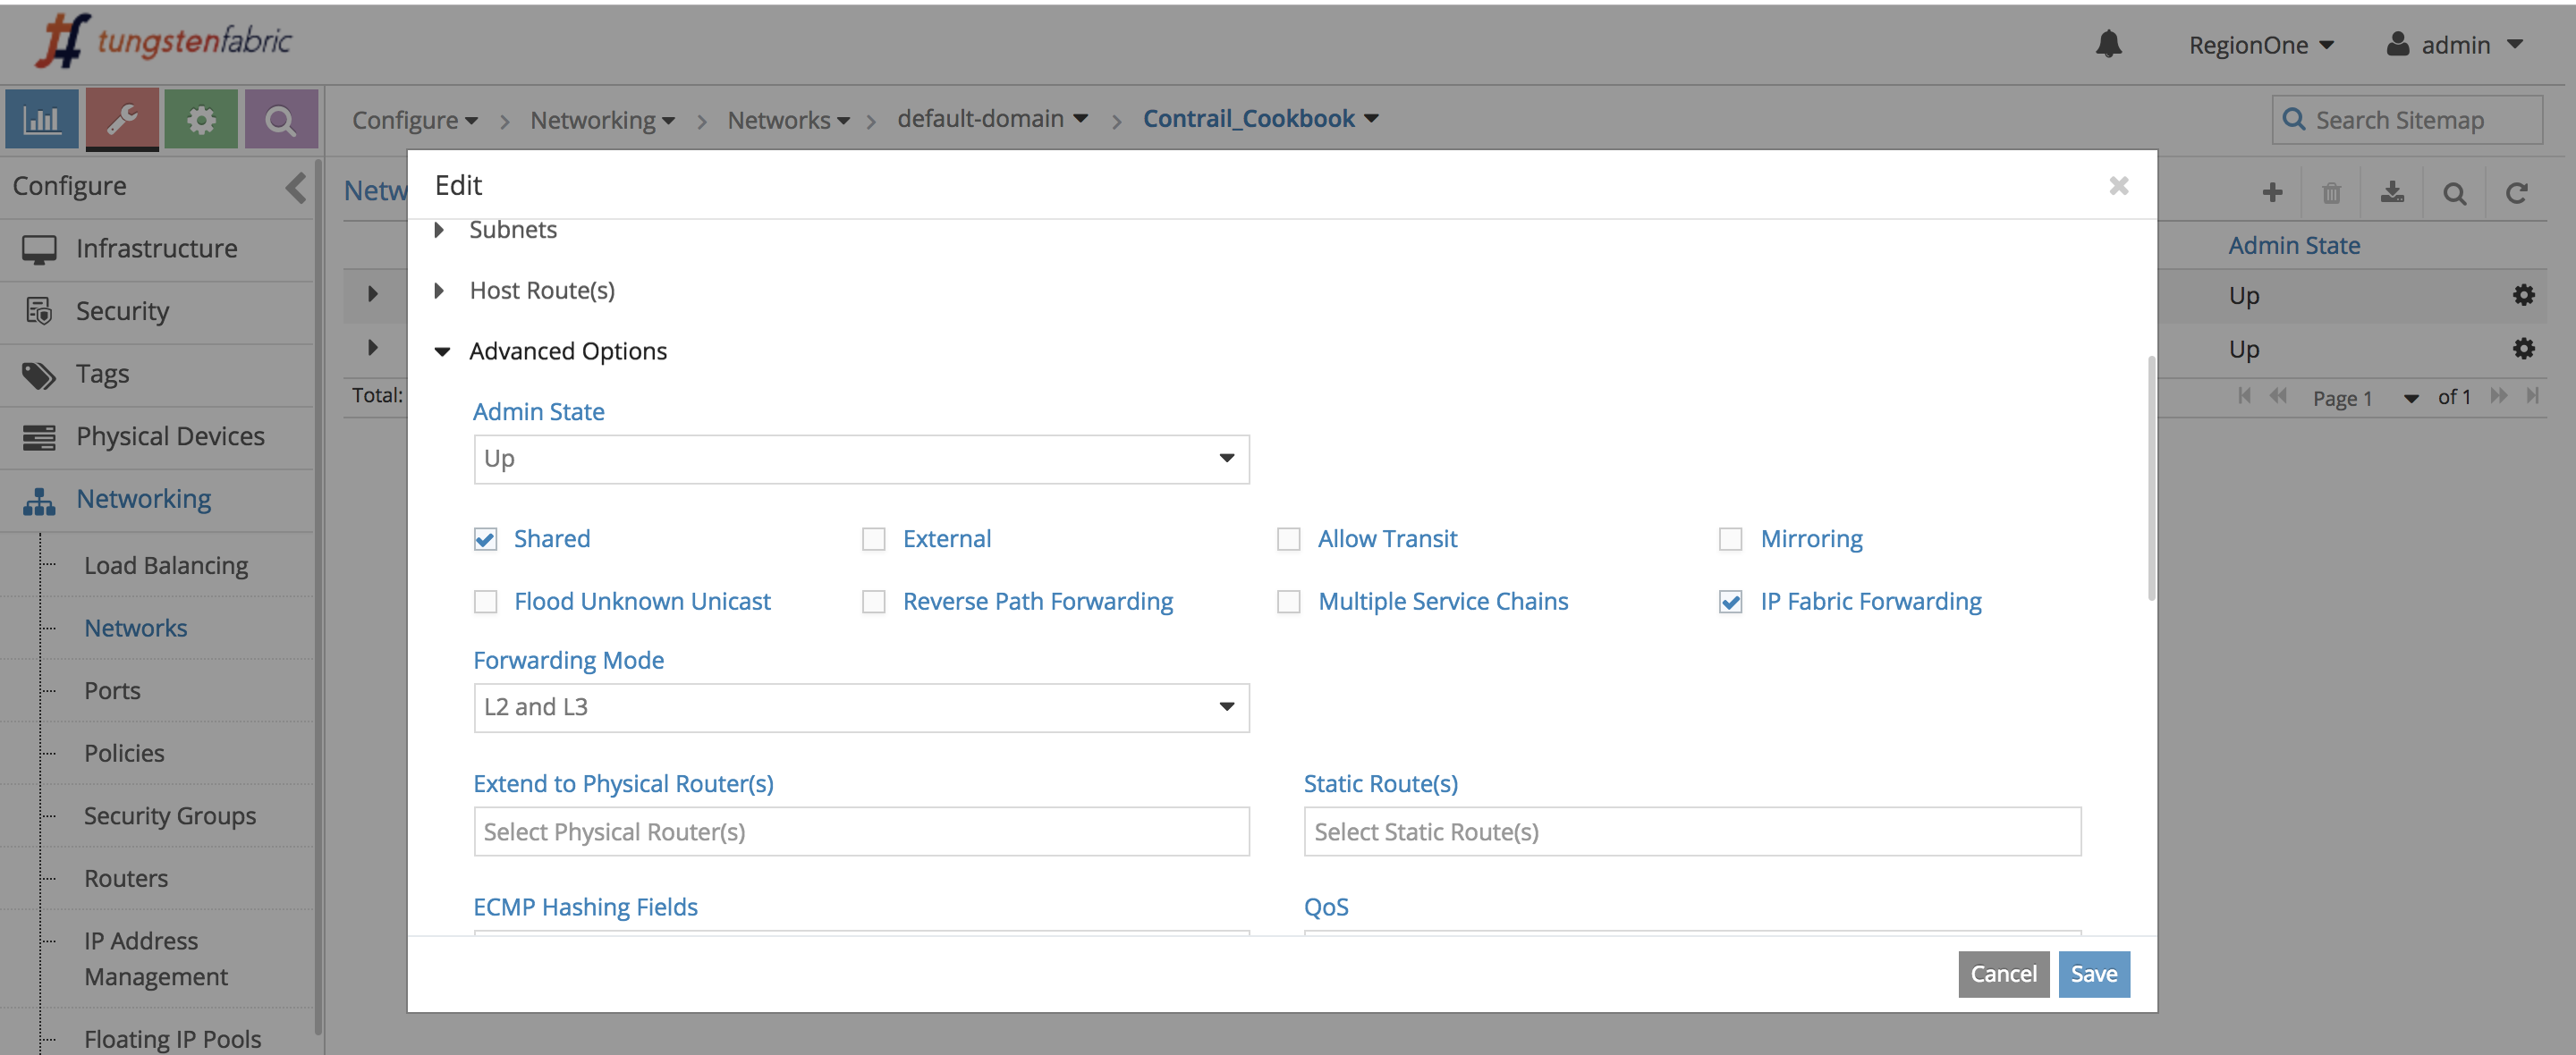 tungstenfabric
RegionOne
admin
Configure > Networking > Networks > default-domain > Contrail_Cookbook
Search Sitemap
Configure
Netw
Edit
Infrastructure
Security
Tags
Physical Devices
Networking
Load Balancing
Networks
Ports
Policies
Security Groups
Routers
IP Address
Management
Floating IP Pools
Total:
Subnets
Host Route(s)
Advanced Options
Admin State
Up
Shared External Allow Transit Mirroring
Flood Unknown Unicast Reverse Path Forwarding Multiple Service Chains IP Fabric Forwarding
Forwarding Mode
L2 and L3
Extend to Physical Router(s) Static Route(s)
Select Physical Router(s) Select Static Route(s)
ECMP Hashing Fields QoS
Cancel Save
Admin State
Up
Up
Page 1 of 1